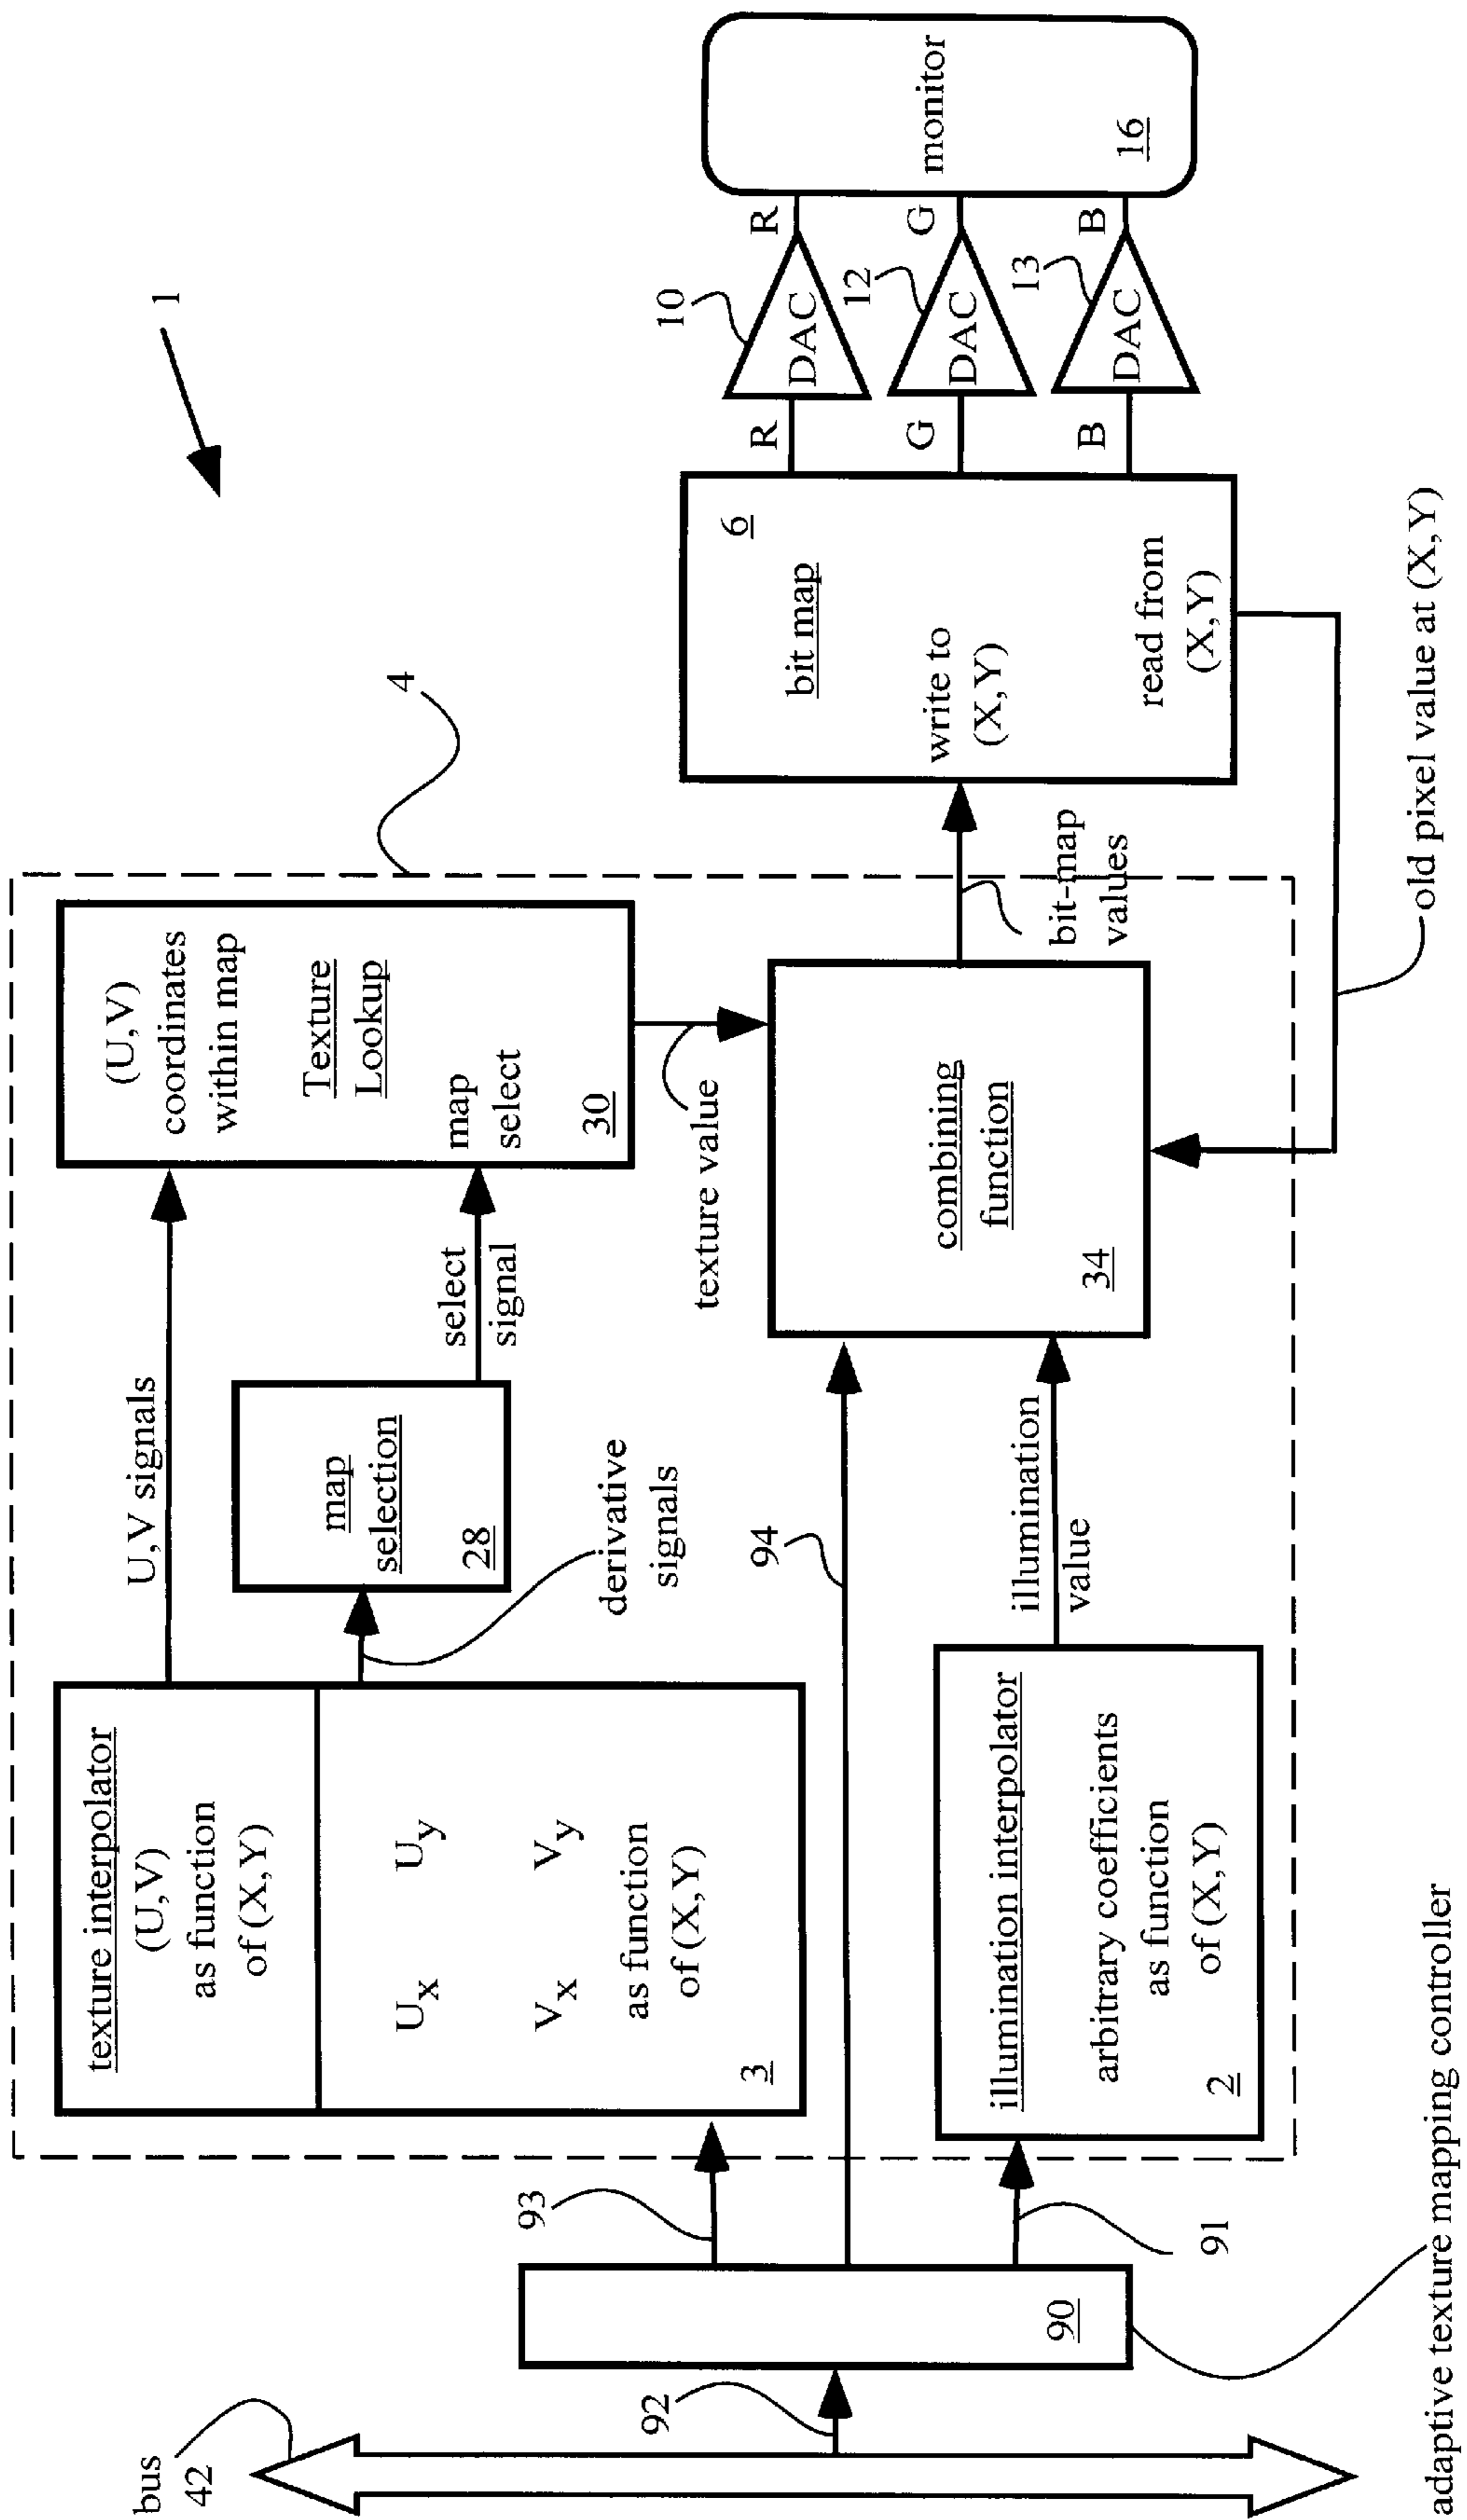 1
4
bus
42
92
90
adaptive texture mapping controller
93
94
91
texture interpolator
(U,V)
as function
of (X,Y)
Ux Uy
Vx Vy
as function
of (X,Y)
3
U,V signals
map
selection
28
derivative
signals
select
signal
(U,V)
coordinates
within map
Texture
Lookup
map
select
30
texture value
illumination interpolator
arbitrary coefficients
as function
of (X,Y)
2
illumination
value
combining
function
34
bit-map
values
bit map
6
write to
(X,Y)
read from
(X,Y)
old pixel value at (X,Y)
R
G
B
10
DAC
12
DAC
13
DAC
R
G
B
monitor
16